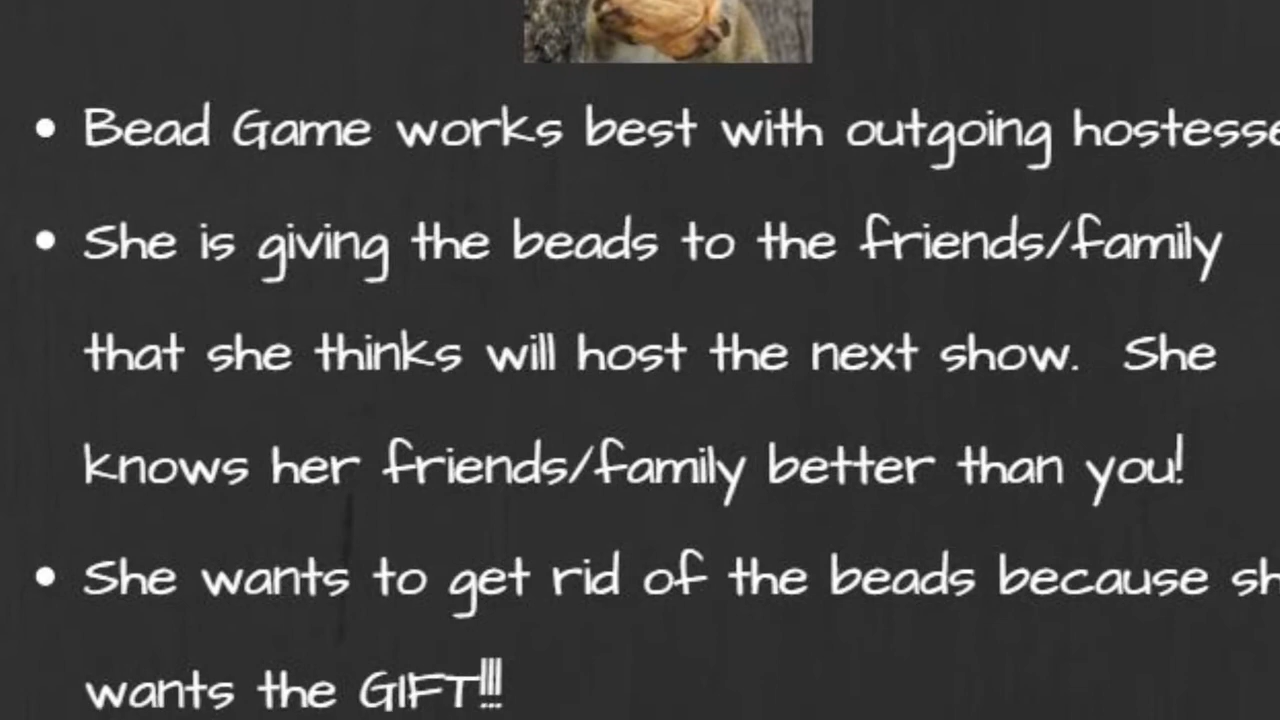 • Bead Game works best with outgoing
• She is giving the beads to the friends/family
that she thinks will host the next show. She
knows her friends/family better than you!
• She wants to get rid of the beads because
wants the GIFT!!!